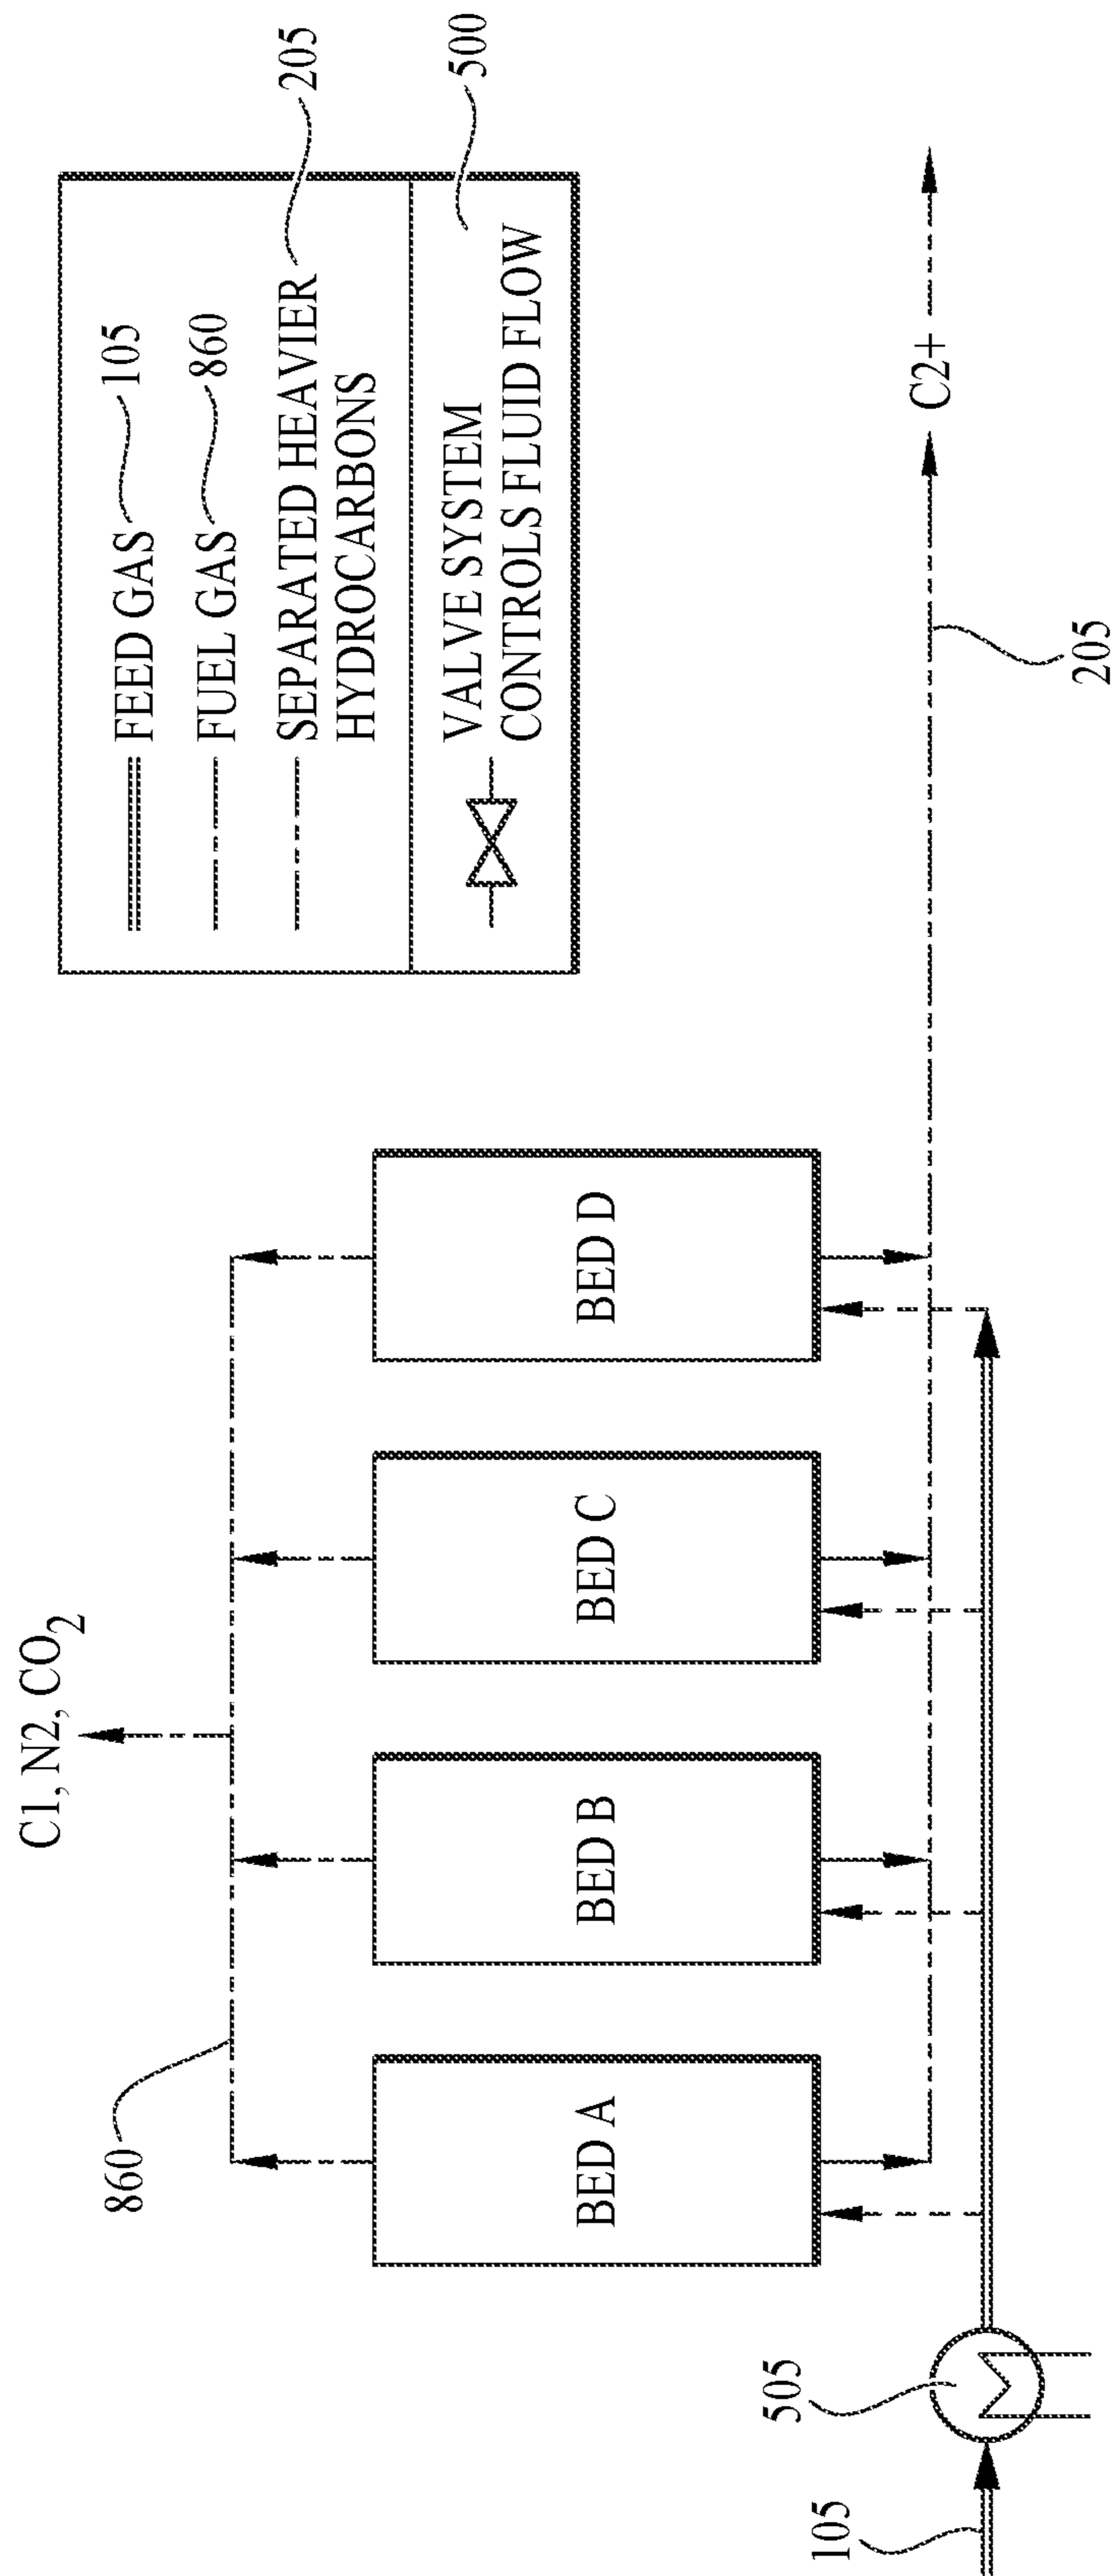 C1, N2, CO2
860
BED A
BED B
BED C
BED D
105
505
205
C2+
FEED GAS
105
FUEL GAS
860
SEPARATED HEAVIER
HYDROCARBONS
205
VALVE SYSTEM
CONTROLS FLUID FLOW
500